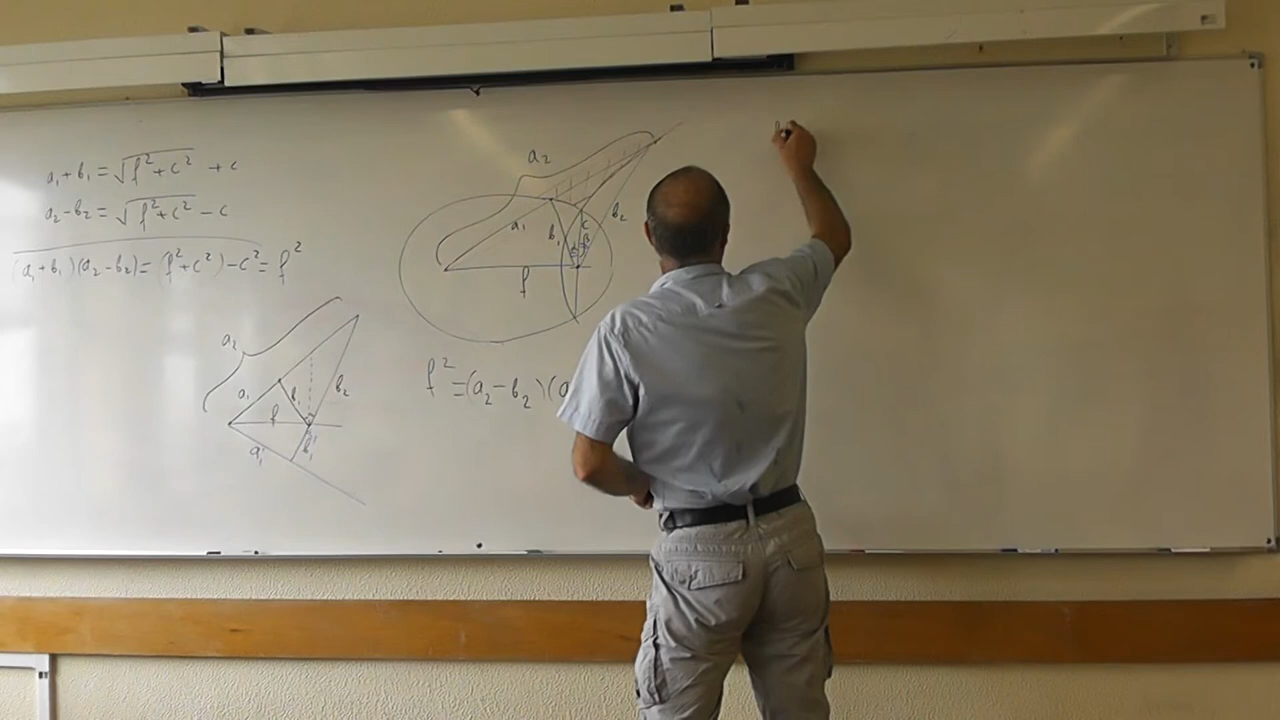 a₁ + b₁ = √(f² + c²) + c
a₂ - b₂ = √(f² + c²) - c
(a₁ + b₁)(a₂ - b₂) = (f² + c²) - c² = f²
a₂
a₁
b₁
c
b₂
f
f² = (a₂ - b₂)(a
a₂
a₁
b₁
b₂
f
a₁'
b₁'